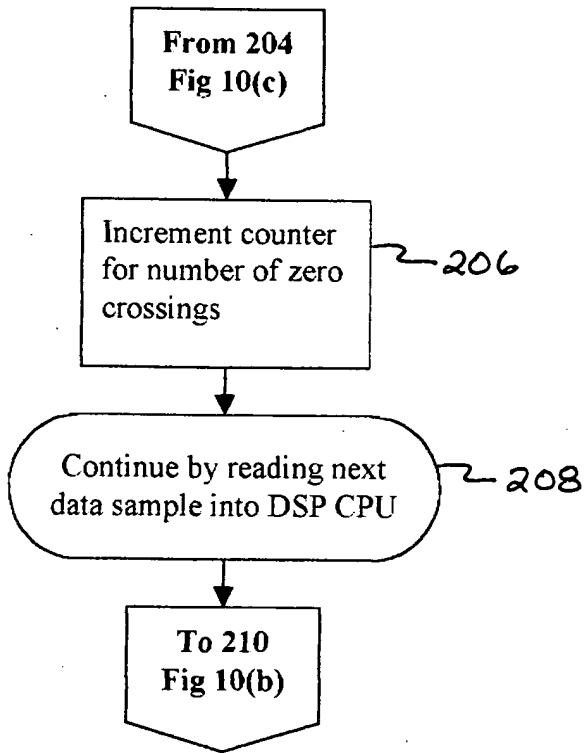 From 204
Fig 10(c)
Increment counter
for number of zero
crossings
206
Continue by reading next
data sample into DSP CPU
208
To 210
Fig 10(b)